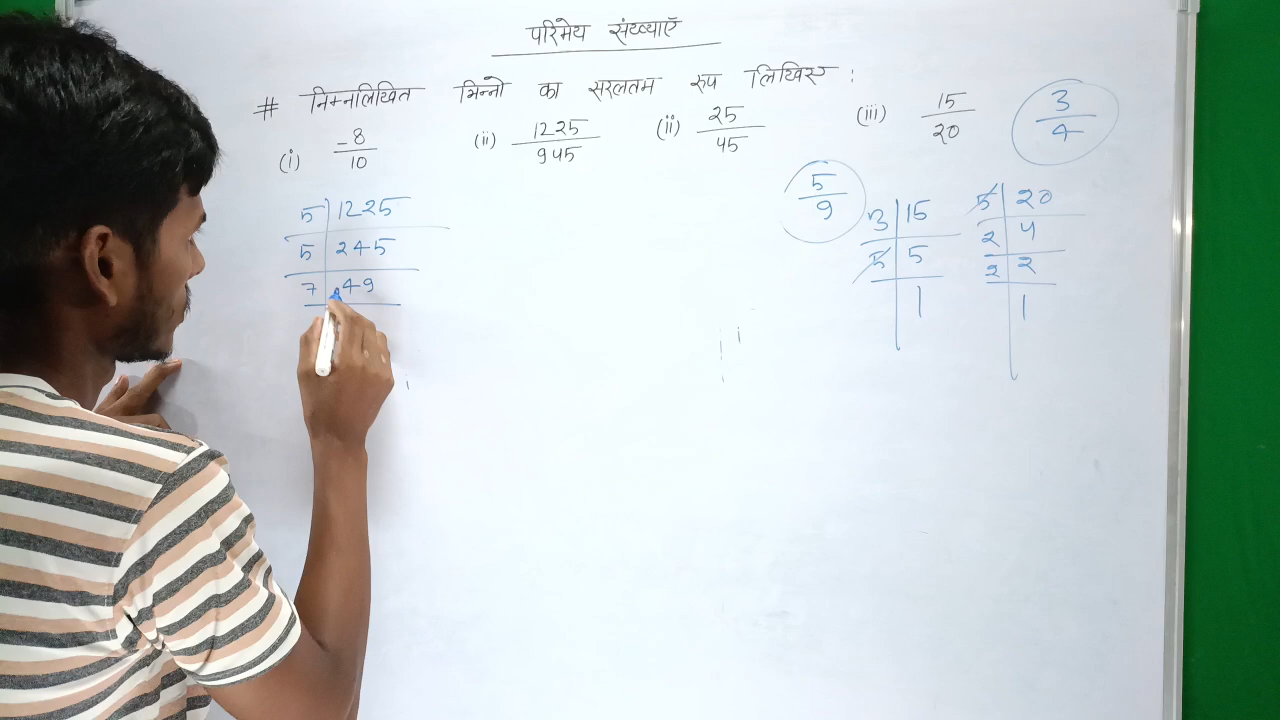 परिमेय संख्याएँ
# निम्नलिखित भिन्नो का सरलतम रुप लिखिए :
(i) -8/10 (ii) 1225/945 (ii) 25/45 (iii) 15/20 3/4
5/9
5 | 1225
5 | 245
7 | 49
3 | 15
5 | 5
1
5 | 20
2 | 4
2 | 2
1